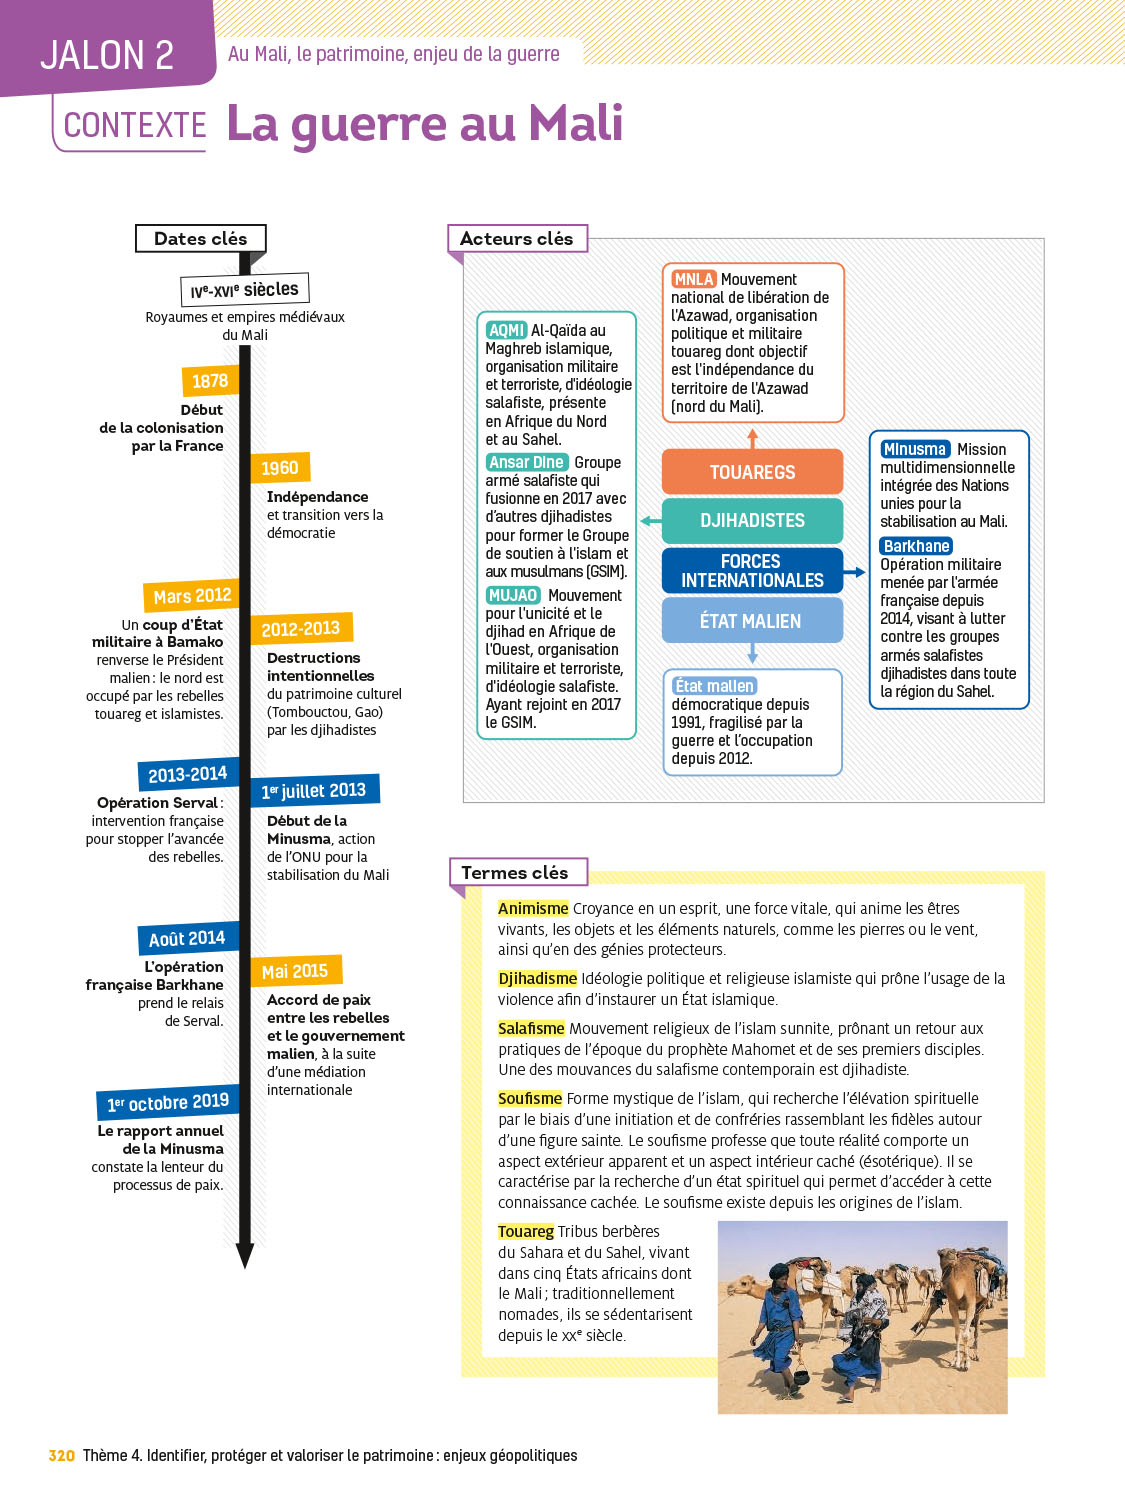 JALON 2
Au Mali, le patrimoine, enjeu de la guerre
CONTEXTE
La guerre au Mali
Dates clés
IVe-XVIe siècles
Royaumes et empires médiévaux
du Mali
1878
Début
de la colonisation
par la France
1960
Indépendance
et transition vers la
démocratie
Mars 2012
Un coup d'État
militaire à Bamako
renverse le Président
malien : le nord est
occupé par les rebelles
touareg et islamistes.
2012-2013
Destructions
intentionnelles
du patrimoine culturel
(Tombouctou, Gao)
par les djihadistes
2013-2014
Opération Serval :
intervention française
pour stopper l'avancée
des rebelles.
1er juillet 2013
Début de la
Minusma, action
de l'ONU pour la
stabilisation du Mali
Août 2014
L'opération
française Barkhane
prend le relais
de Serval.
Mai 2015
Accord de paix
entre les rebelles
et le gouvernement
malien, à la suite
d'une médiation
internationale
1er octobre 2019
Le rapport annuel
de la Minusma
constate la lenteur du
processus de paix.
Acteurs clés
AQMI Al-Qaïda au
Maghreb islamique,
organisation militaire
et terroriste, d'idéologie
salafiste, présente
en Afrique du Nord
et au Sahel.
Ansar Dine Groupe
armé salafiste qui
fusionne en 2017 avec
d'autres djihadistes
pour former le Groupe
de soutien à l'islam et
aux musulmans (GSIM).
MUJAO Mouvement
pour l'unicité et le
djihad en Afrique de
l'Ouest, organisation
militaire et terroriste,
d'idéologie salafiste.
Ayant rejoint en 2017
le GSIM.
MNLA Mouvement
national de libération de
l'Azawad, organisation
politique et militaire
touareg dont objectif
est l'indépendance du
territoire de l'Azawad
(nord du Mali).
TOUAREGS
DJIHADISTES
FORCES
INTERNATIONALES
ÉTAT MALIEN
État malien
démocratique depuis
1991, fragilisé par la
guerre et l'occupation
depuis 2012.
Minusma Mission
multidimensionnelle
intégrée des Nations
unies pour la
stabilisation au Mali.
Barkhane
Opération militaire
menée par l'armée
française depuis
2014, visant à lutter
contre les groupes
armés salafistes
djihadistes dans toute
la région du Sahel.
Termes clés
Animisme Croyance en un esprit, une force vitale, qui anime les êtres
vivants, les objets et les éléments naturels, comme les pierres ou le vent,
ainsi qu'en des génies protecteurs.
Djihadisme Idéologie politique et religieuse islamiste qui prône l'usage de la
violence afin d'instaurer un État islamique.
Salafisme Mouvement religieux de l'islam sunnite, prônant un retour aux
pratiques de l'époque du prophète Mahomet et de ses premiers disciples.
Une des mouvances du salafisme contemporain est djihadiste.
Soufisme Forme mystique de l'islam, qui recherche l'élévation spirituelle
par le biais d'une initiation et de confréries rassemblant les fidèles autour
d'une figure sainte. Le soufisme professe que toute réalité comporte un
aspect extérieur apparent et un aspect intérieur caché (ésotérique). Il se
caractérise par la recherche d'un état spirituel qui permet d'accéder à cette
connaissance cachée. Le soufisme existe depuis les origines de l'islam.
Touareg Tribus berbères
du Sahara et du Sahel, vivant
dans cinq États africains dont
le Mali ; traditionnellement
nomades, ils se sédentarisent
depuis le XXe siècle.
320 Thème 4. Identifier, protéger et valoriser le patrimoine : enjeux géopolitiques